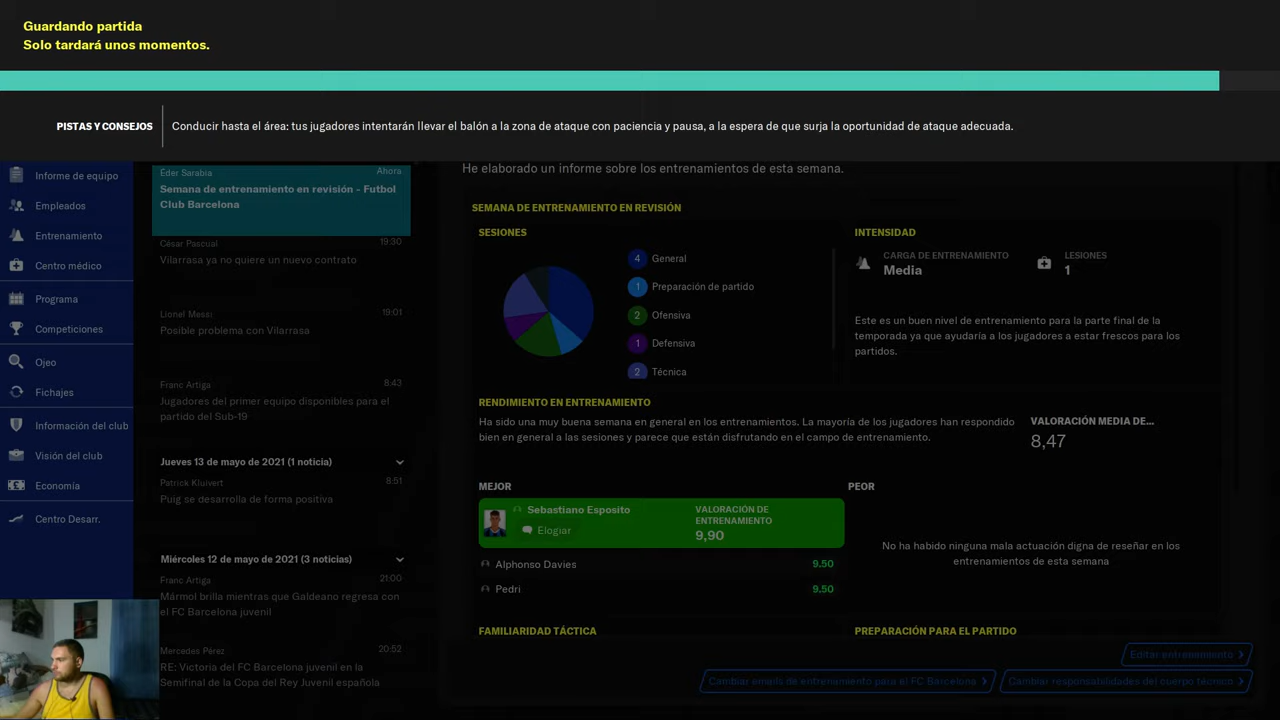 Guardando partida
Solo tardará unos momentos.
PISTAS Y CONSEJOS
Conducir hasta el área: tus jugadores intentarán llevar el balón a la zona de ataque con paciencia y pausa, a la espera de que surja la oportunidad de ataque adecuada.
Informe de equipo
Empleados
Entrenamiento
Centro médico
Programa
Competiciones
Ojeo
Fichajes
Información del club
Visión del club
Economía
Centro Desarr.
Éder Sarabia
Ahora
Semana de entrenamiento en revisión - Futbol
Club Barcelona
César Pascual
19:30
Vilarrasa ya no quiere un nuevo contrato
Lionel Messi
19:01
Posible problema con Vilarrasa
Franc Artiga
8:43
Jugadores del primer equipo disponibles para el
partido del Sub-19
Jueves 13 de mayo de 2021 (1 noticia)
Patrick Kluivert
8:51
Puig se desarrolla de forma positiva
Miércoles 12 de mayo de 2021 (3 noticias)
Franc Artiga
21:00
Mármol brilla mientras que Galdeano regresa con
el FC Barcelona juvenil
Mercedes Pérez
20:52
RE: Victoria del FC Barcelona juvenil en la
Semifinal de la Copa del Rey Juvenil española
He elaborado un informe sobre los entrenamientos de esta semana.
SEMANA DE ENTRENAMIENTO EN REVISIÓN
SESIONES
4 General
1 Preparación de partido
2 Ofensiva
1 Defensiva
2 Técnica
INTENSIDAD
CARGA DE ENTRENAMIENTO
Media
LESIONES
1
Este es un buen nivel de entrenamiento para la parte final de la
temporada ya que ayudaría a los jugadores a estar frescos para los
partidos.
RENDIMIENTO EN ENTRENAMIENTO
Ha sido una muy buena semana en general en los entrenamientos. La mayoría de los jugadores han respondido
bien en general a las sesiones y parece que están disfrutando en el campo de entrenamiento.
VALORACIÓN MEDIA DE...
8,47
MEJOR
Sebastiano Esposito
Elogiar
VALORACIÓN DE
ENTRENAMIENTO
9,90
Alphonso Davies
9.50
Pedri
9.50
PEOR
No ha habido ninguna mala actuación digna de reseñar en los
entrenamientos de esta semana
FAMILIARIDAD TÁCTICA
PREPARACIÓN PARA EL PARTIDO
Editar entrenamiento
Cambiar emails de entrenamiento para el FC Barcelona
Cambiar responsabilidades del cuerpo técnico